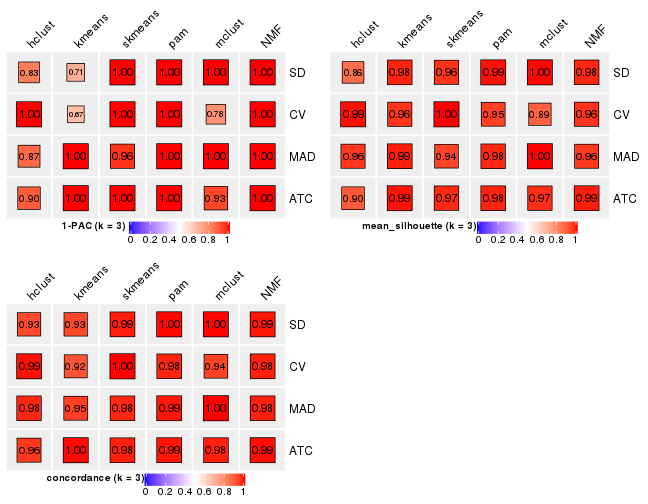 hclust kmeans skmeans pam mclust NMF
0.83 0.71 1.00 1.00 1.00 1.00 SD
1.00 0.67 1.00 1.00 0.78 1.00 CV
0.87 1.00 0.96 1.00 1.00 1.00 MAD
0.90 1.00 1.00 1.00 0.93 1.00 ATC
1-PAC (k = 3)
0 0.2 0.4 0.6 0.8 1
hclust kmeans skmeans pam mclust NMF
0.86 0.98 0.96 0.99 1.00 0.98 SD
0.99 0.96 1.00 0.95 0.89 0.96 CV
0.96 0.99 0.94 0.98 1.00 0.96 MAD
0.90 0.99 0.97 0.98 0.97 0.99 ATC
mean_silhouette (k = 3)
0 0.2 0.4 0.6 0.8 1
hclust kmeans skmeans pam mclust NMF
0.93 0.93 0.99 1.00 1.00 0.99 SD
0.99 0.92 1.00 0.98 0.94 0.98 CV
0.98 0.95 0.98 0.99 1.00 0.98 MAD
0.96 1.00 0.98 0.99 0.98 0.99 ATC
concordance (k = 3)
0 0.2 0.4 0.6 0.8 1